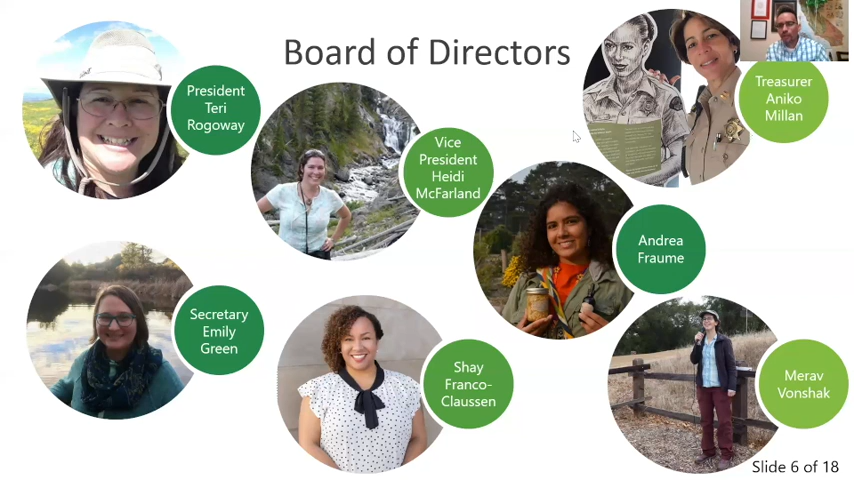 Board of Directors
President
Teri
Rogoway
Vice
President
Heidi
McFarland
Treasurer
Aniko
Millan
Andrea
Fraume
Secretary
Emily
Green
Shay
Franco-
Claussen
Merav
Vonshak
Slide 6 of 18